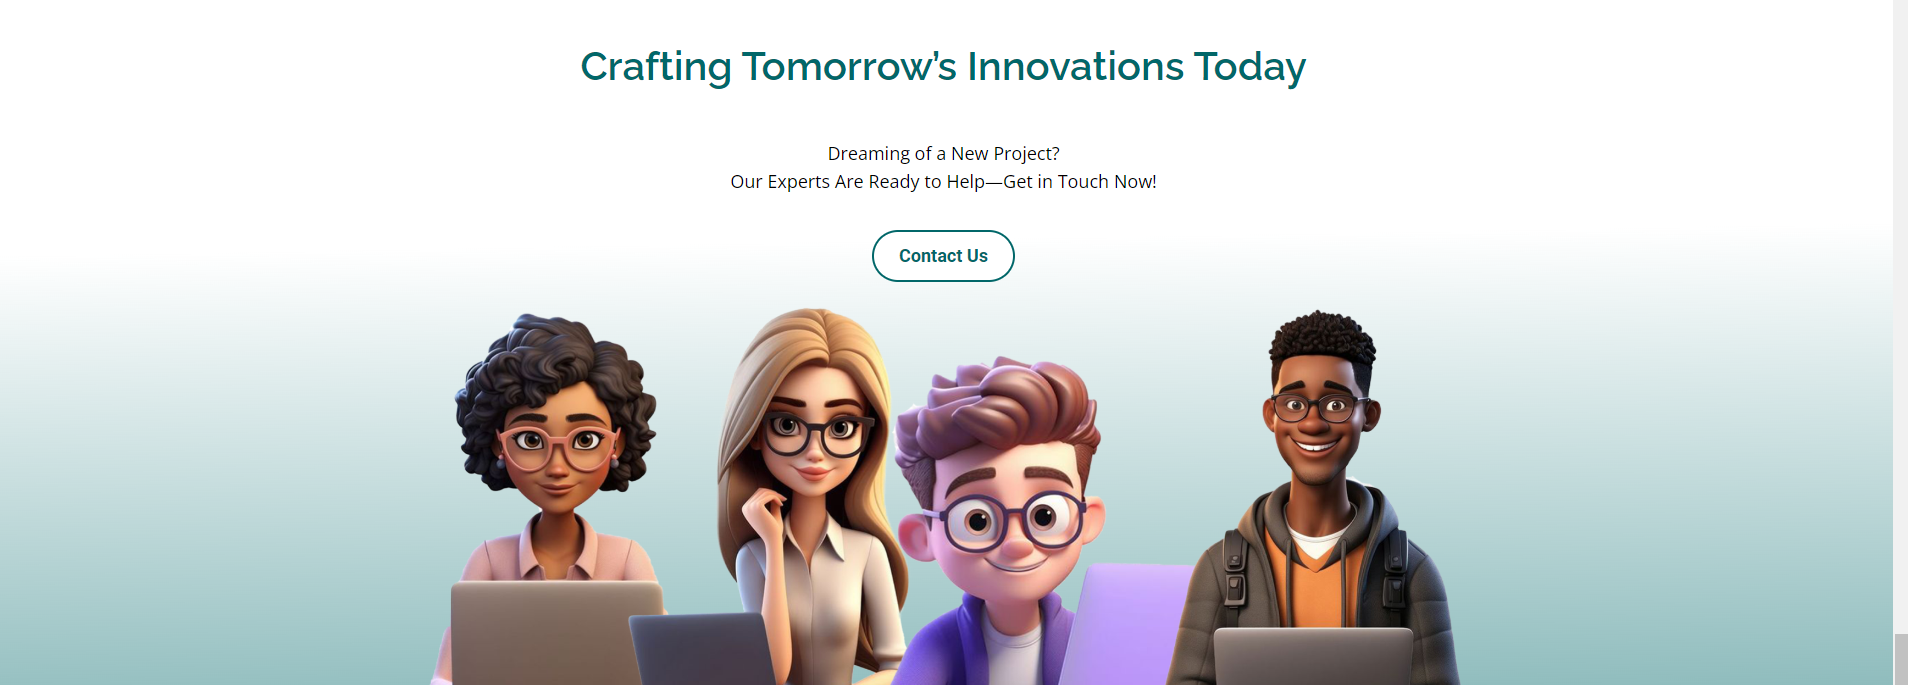 Crafting Tomorrow’s Innovations Today
Dreaming of a New Project?
Our Experts Are Ready to Help—Get in Touch Now!
Contact Us